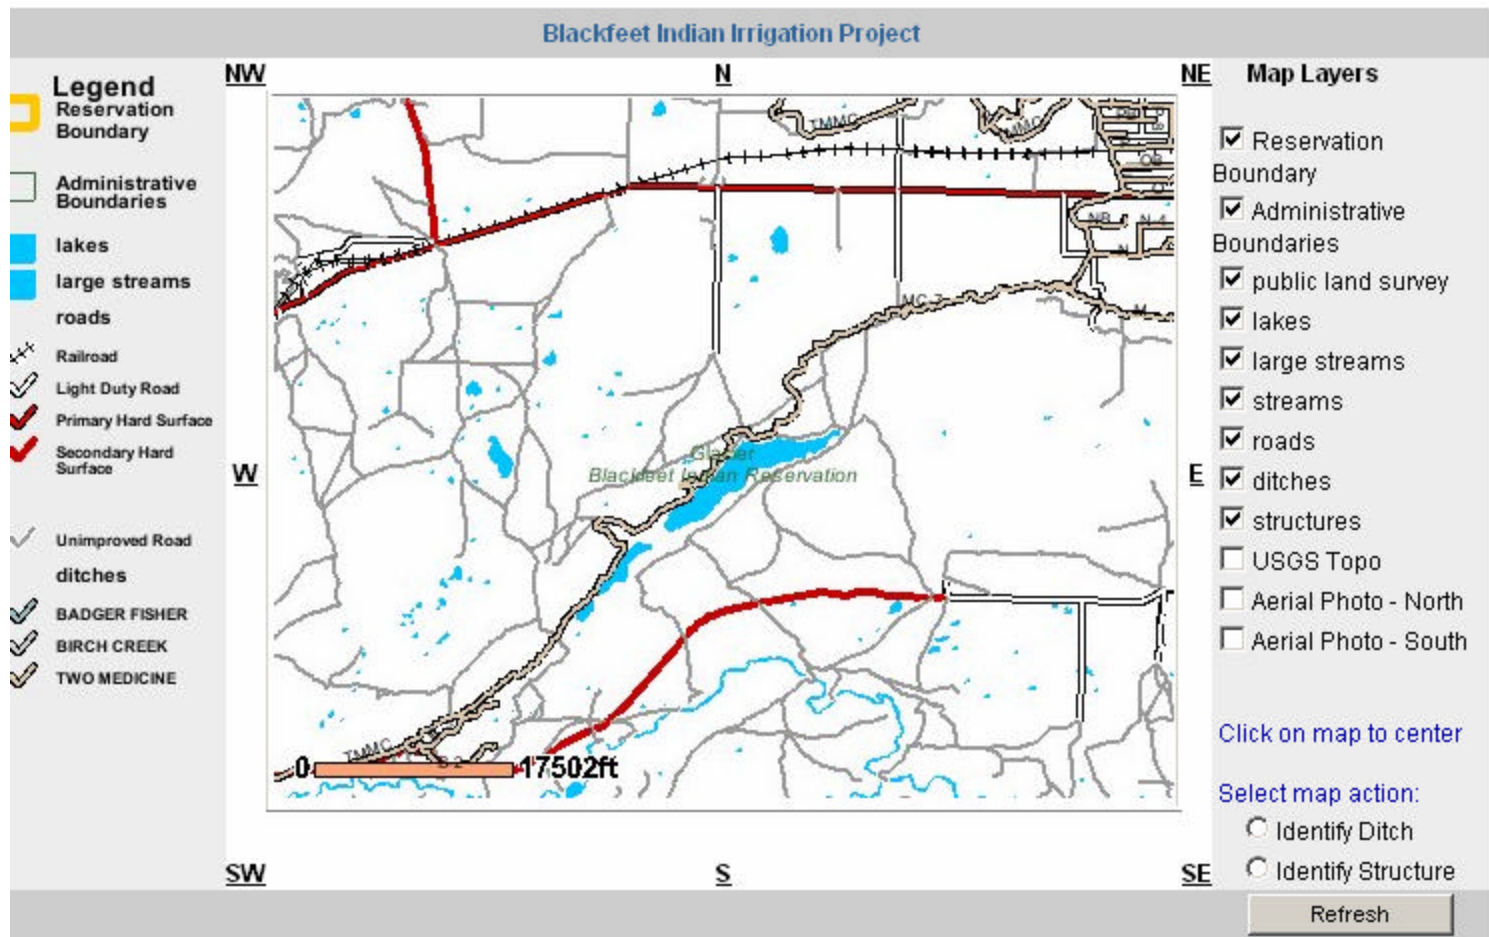 Blackfeet Indian Irrigation Project
NW
N
NE
Legend
Reservation
Boundary
Administrative
Boundaries
lakes
large streams
roads
Railroad
Light Duty Road
Primary Hard Surface
Secondary Hard
Surface
Unimproved Road
ditches
BADGER FISHER
BIRCH CREEK
TWO MEDICINE
W
TMMC
MC-7
NB
N-4
N
M
Glacier
Blackfeet Indian Reservation
TMMC
0
17502ft
E
SW
S
SE
Map Layers
Reservation
Boundary
Administrative
Boundaries
public land survey
lakes
large streams
streams
roads
ditches
structures
USGS Topo
Aerial Photo - North
Aerial Photo - South
Click on map to center
Select map action:
Identify Ditch
Identify Structure
Refresh